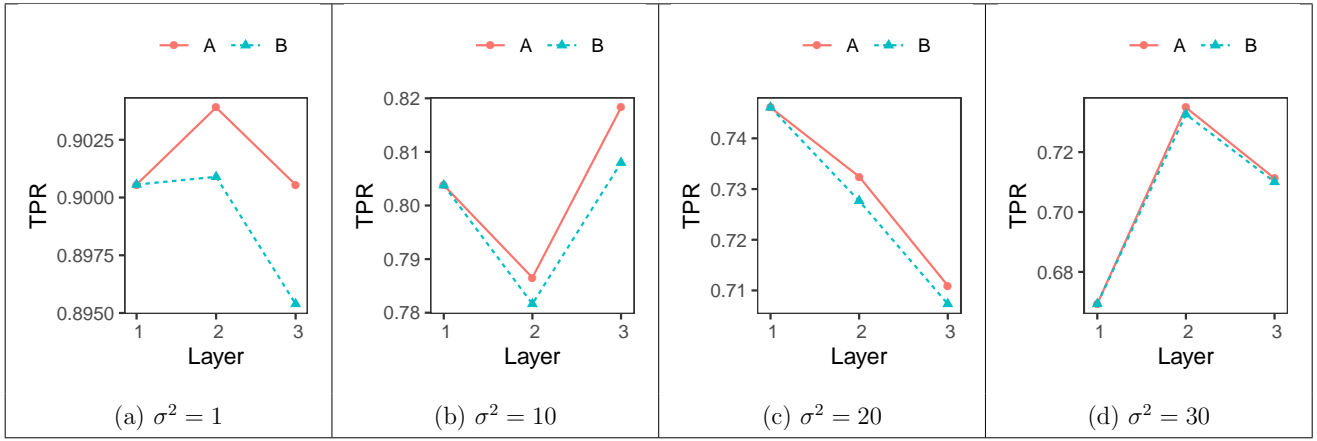 A B
TPR
0.9025
0.9000
0.8975
0.8950
1 2 3
Layer
(a) σ² = 1
A B
TPR
0.82
0.81
0.80
0.79
0.78
1 2 3
Layer
(b) σ² = 10
A B
TPR
0.74
0.73
0.72
0.71
1 2 3
Layer
(c) σ² = 20
A B
TPR
0.72
0.70
0.68
1 2 3
Layer
(d) σ² = 30